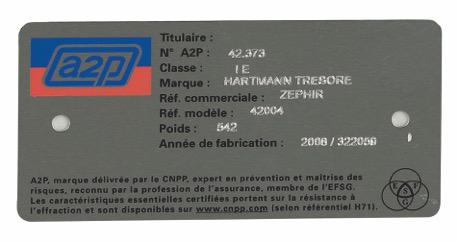 a2p
Titulaire :
N° A2P : 42.373
Classe : I E
Marque : HARTMANN TRESORE
Réf. commerciale : ZEPHIR
Réf. modèle : 42004
Poids : 542
Année de fabrication : 2006 / 322059
A2P, marque délivrée par le CNPP, expert en prévention et maîtrise des
risques, reconnu par la profession de l'assurance, membre de l'EFSG.
Les caractéristiques essentielles certifiées portent sur la résistance à
l'effraction et sont disponibles sur www.cnpp.com (selon référentiel H71).
E F
S G